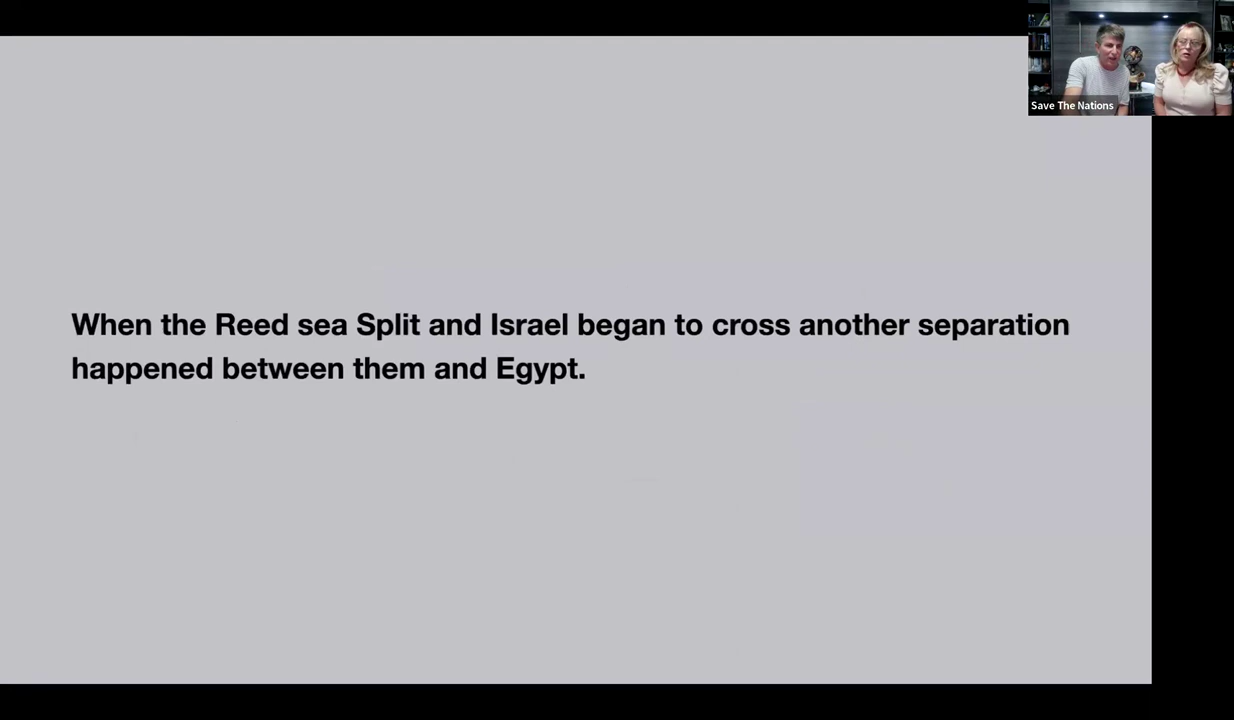 Save The Nations
When the Reed sea Split and Israel began to cross another separation
happened between them and Egypt.